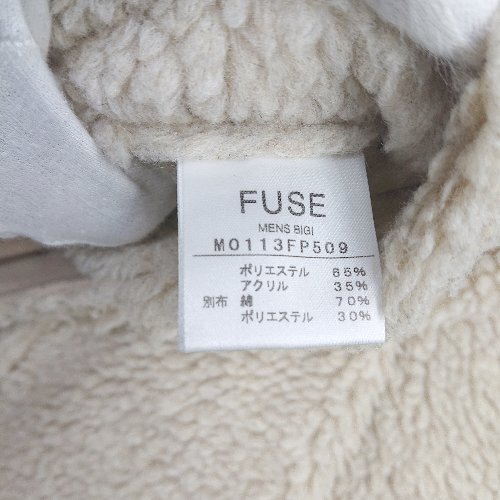 FUSE
MENS BIGI
M0113FP509
ポリエステル 65%
アクリル 35%
別布 綿 70%
ポリエステル 30%